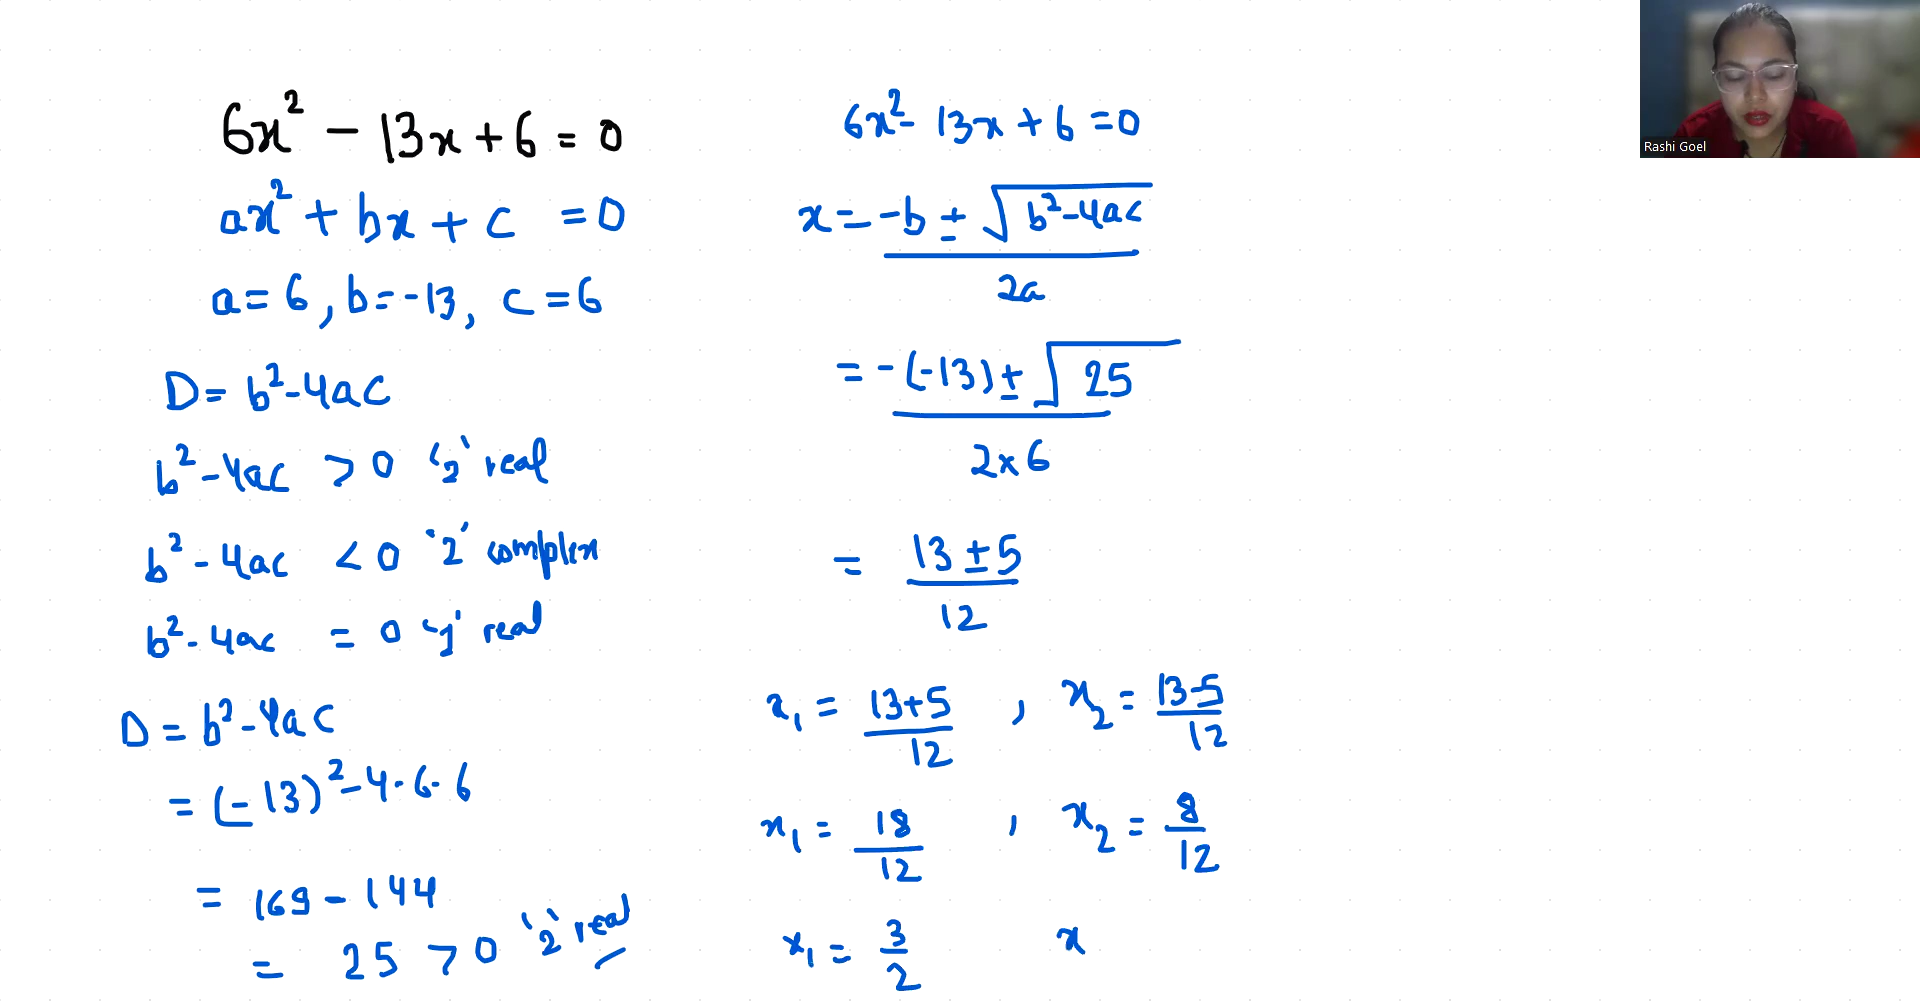 6x² - 13x + 6 = 0
ax² + bx + c = 0
a = 6, b = -13, c = 6
D = b² - 4ac
b² - 4ac > 0 '2' real
b² - 4ac < 0 '2' complex
b² - 4ac = 0 '1' real
D = b² - 4ac
= (-13)² - 4·6·6
= 169 - 144
= 25 > 0 '2' real
6x² - 13x + 6 = 0
x = -b ± √b² - 4ac
2a
= -(-13) ± √25
2x6
= 13 ± 5
12
x₁ = 13+5 / 12 , x₂ = 13-5 / 12
x₁ = 18 / 12 , x₂ = 8 / 12
x₁ = 3 / 2 x
Rashi Goel